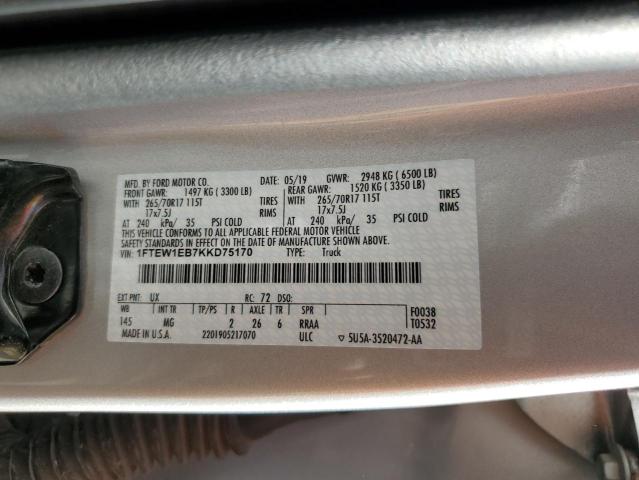 MFD. BY FORD MOTOR CO. 05/19 GVWR: 2948 KG ( 6500 LB)
FRONT GAWR: 1497 KG ( 3300 LB) REAR GAWR: 1520 KG ( 3350 LB)
WITH 265/70R17 115T TIRES WITH 265/70R17 115T TIRES
17x7.5J RIMS 17x7.5J RIMS
AT 240 kPa/ 35 PSI COLD AT 240 kPa/ 35 PSI COLD
THIS VEHICLE CONFORMS TO ALL APPLICABLE FEDERAL MOTOR VEHICLE
SAFETY STANDARDS IN EFFECT ON THE DATE OF MANUFACTURE SHOWN ABOVE.
VIN: 1FTEW1EB7KKD75170 TYPE: Truck
EXT PNT: UX RC: 72 DSO: F0038
WB INT TR TP/PS R AXLE TR SPR T0532
145 MG 2 26 6 RRAA
MADE IN U.S.A. 2201905217070 ULC 5U5A-3520472-AA